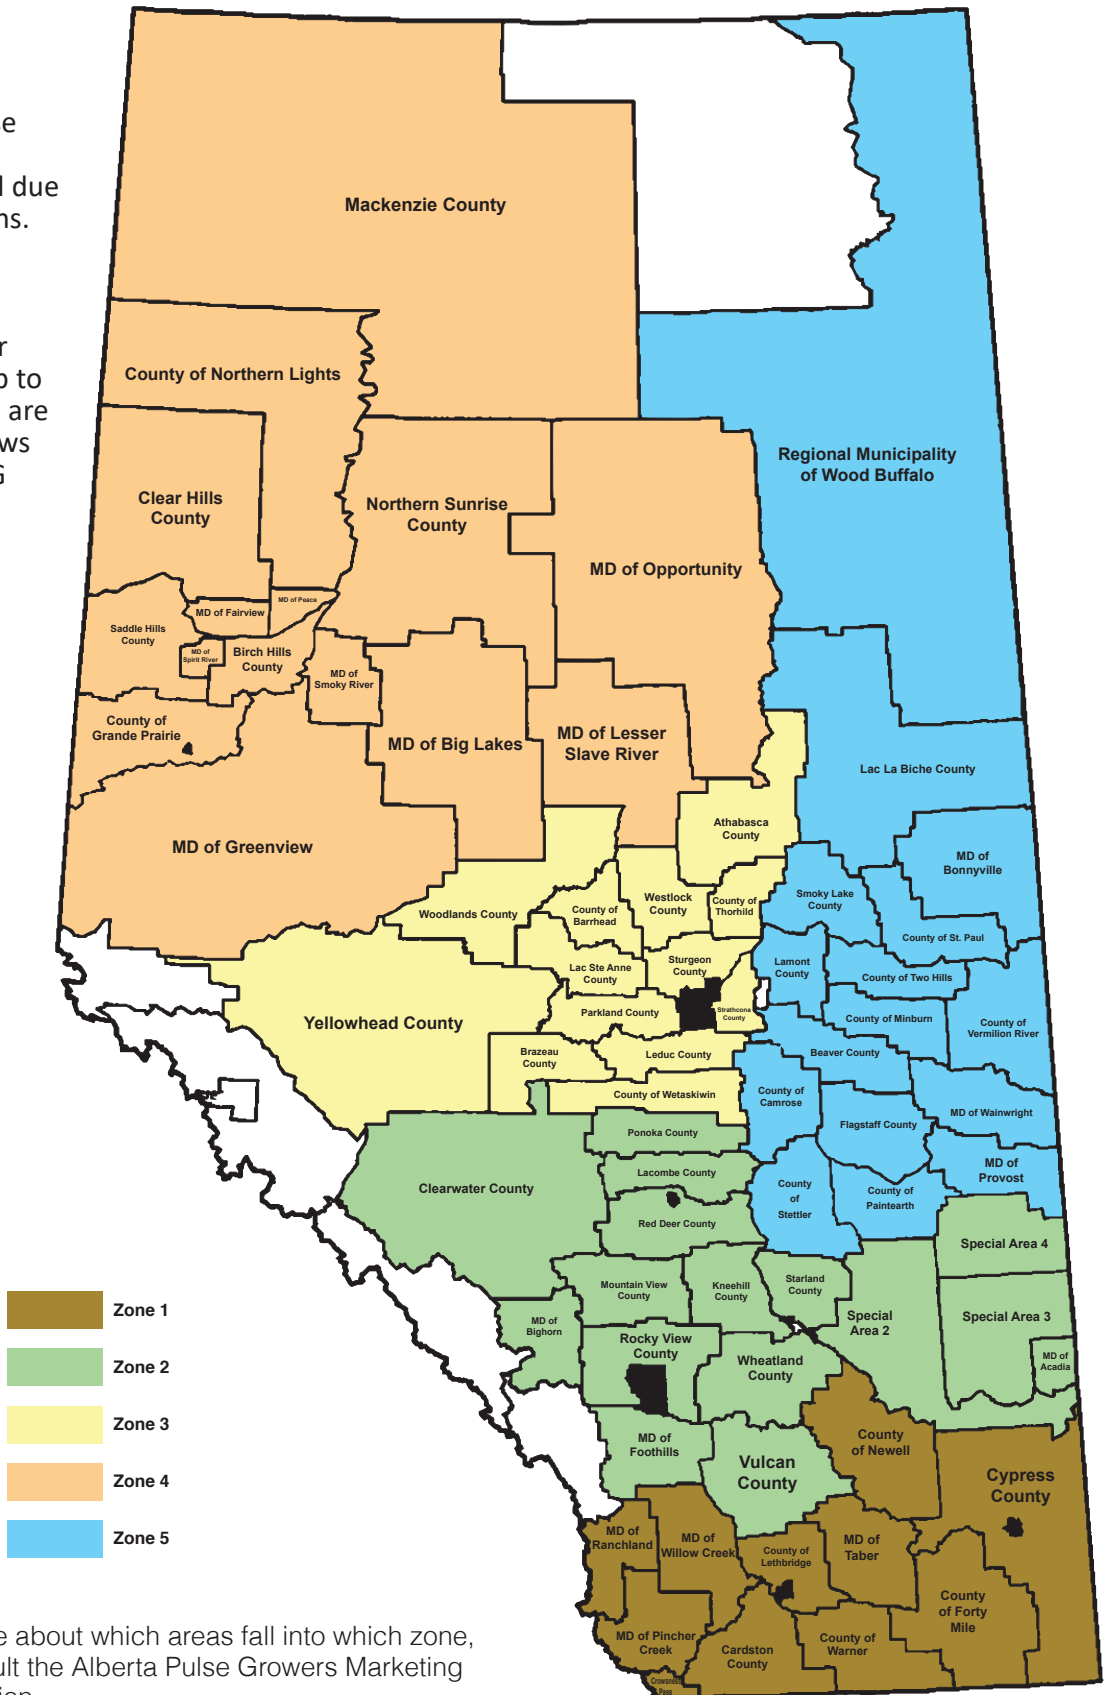 l due
ns.
r
o to
are
ws
Mackenzie County
County of Northern Lights
Clear Hills
County
Northern Sunrise
County
Regional Municipality
of Wood Buffalo
MD of Opportunity
MD of Peace
MD of Fairview
Saddle Hills
County
MD of
Spirit River
Birch Hills
County
MD of
Smoky River
County of
Grande Prairie
MD of Big Lakes
MD of Lesser
Slave River
Lac La Biche County
MD of Greenview
Athabasca
County
MD of
Bonnyville
Woodlands County
County of
Barrhead
Westlock
County
County of
Thorhild
Smoky Lake
County
County of St. Paul
Lac Ste Anne
County
Sturgeon
County
Lamont
County
County of Two Hills
Yellowhead County
Parkland County
Strathcona
County
County of Minburn
County of
Vermilion River
Brazeau
County
Leduc County
Beaver County
County of Wetaskiwin
County of
Camrose
MD of Wainwright
Flagstaff County
Ponoka County
MD of
Provost
Clearwater County
Lacombe County
County
of
Stettler
County of
Paintearth
Red Deer County
Special Area 4
Mountain View
County
Kneehill
County
Starland
County
Special
Area 2
Special Area 3
MD of
Bighorn
Rocky View
County
Wheatland
County
MD of
Acadia
MD of
Foothills
Vulcan
County
County
of Newell
Cypress
County
MD of
Ranchland
MD of
Willow Creek
County of
Lethbridge
MD of
Taber
County
of Forty
Mile
MD of Pincher
Creek
Cardston
County
County of
Warner
Crowsnest
Pass
Zone 1
Zone 2
Zone 3
Zone 4
Zone 5
e about which areas fall into which zone,
ult the Alberta Pulse Growers Marketing